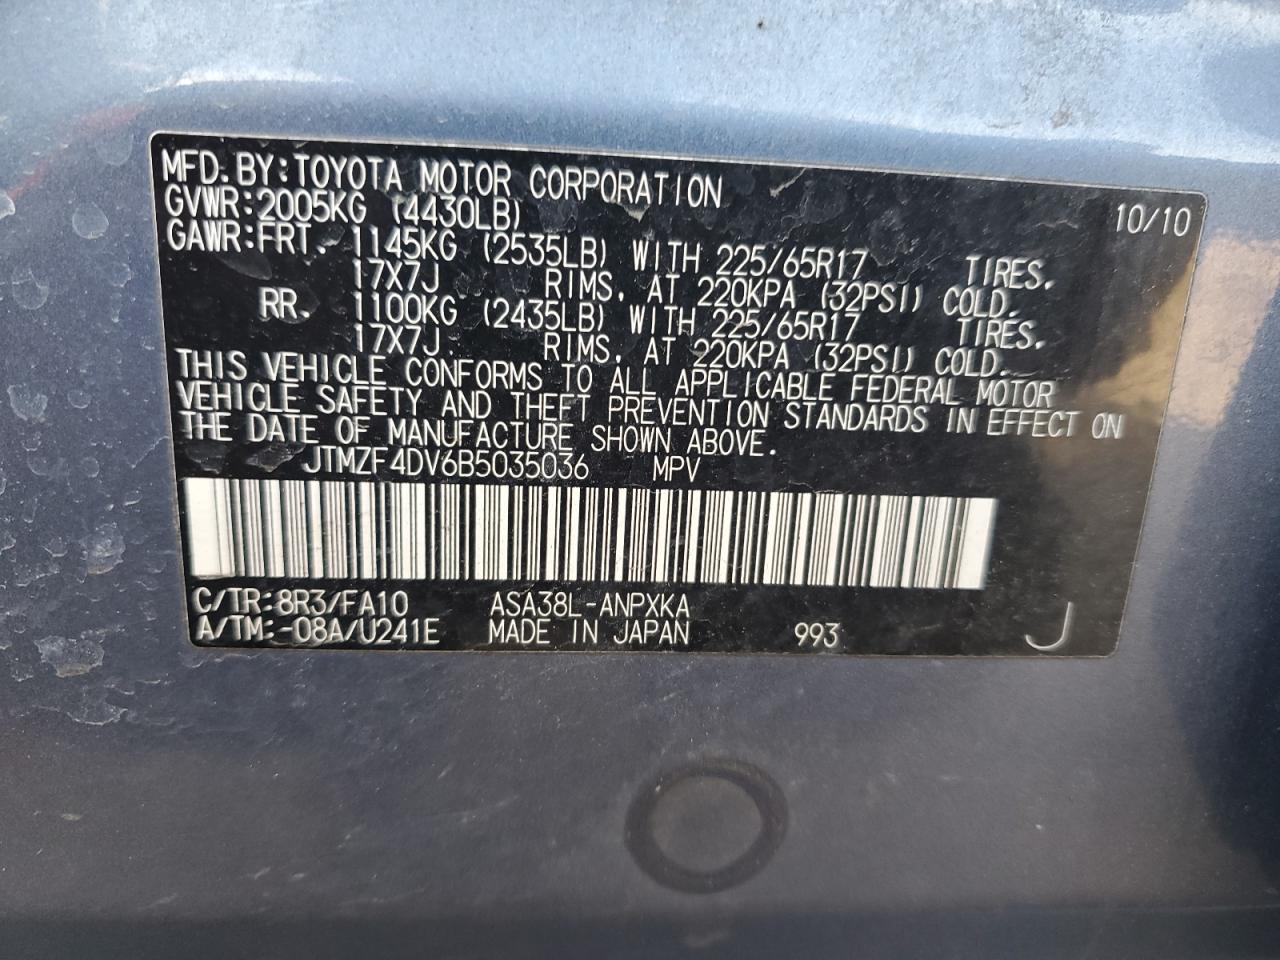 MFD. BY: TOYOTA MOTOR CORPORATION 10/10
GVWR: 2005KG (4430LB)
GAWR: FRT. 1145KG (2535LB) WITH 225/65R17 TIRES.
17X7J RIMS, AT 220KPA (32PSI) COLD.
RR. 1100KG (2435LB) WITH 225/65R17 TIRES.
17X7J RIMS, AT 220KPA (32PSI) COLD.
THIS VEHICLE CONFORMS TO ALL APPLICABLE FEDERAL MOTOR
VEHICLE SAFETY AND THEFT PREVENTION STANDARDS IN EFFECT ON
THE DATE OF MANUFACTURE SHOWN ABOVE.
JTMZF4DV6B5035036 MPV
C/TR: 8R3/FA10 ASA38L-ANPXKA
A/TM: -08A/U241E MADE IN JAPAN 993 J